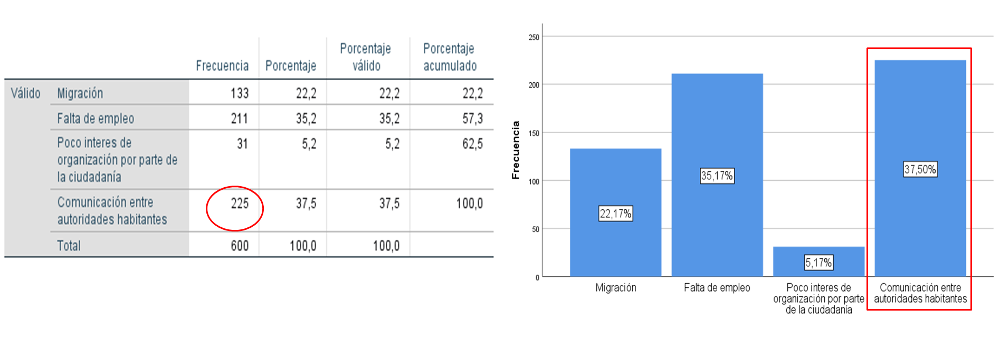 Frecuencia Porcentaje Porcentaje válido Porcentaje acumulado
Válido Migración 133 22,2 22,2 22,2
Falta de empleo 211 35,2 35,2 57,3
Poco interes de 31 5,2 5,2 62,5
organización por parte de
la ciudadanía
Comunicación entre 225 37,5 37,5 100,0
autoridades habitantes
Total 600 100,0 100,0
Frecuencia
250
200
150
100
50
0
22,17%
35,17%
5,17%
37,50%
Migración
Falta de empleo
Poco interes de
organización por parte
de la ciudadanía
Comunicación entre
autoridades habitantes